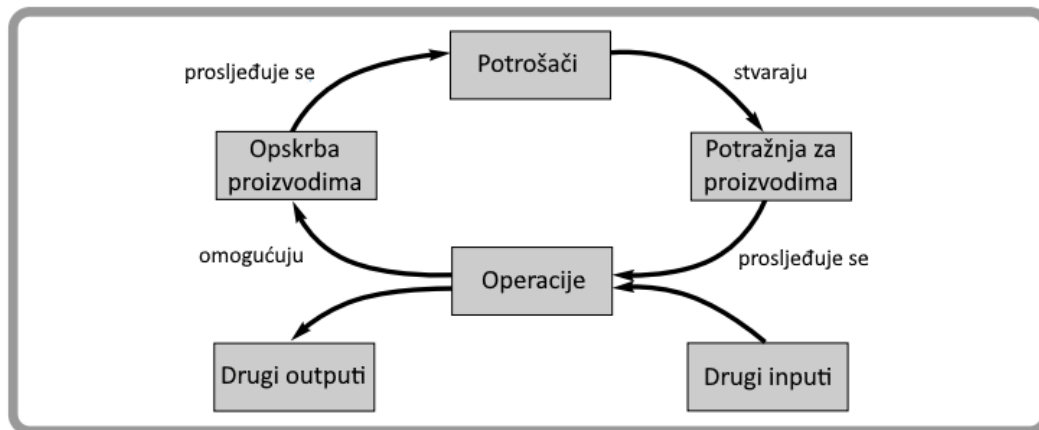 Potrošači
prosljeđuje se
stvaraju
Opskrba
proizvodima
Potražnja za
proizvodima
omogućuju
prosljeđuje se
Operacije
Drugi outputi
Drugi inputi